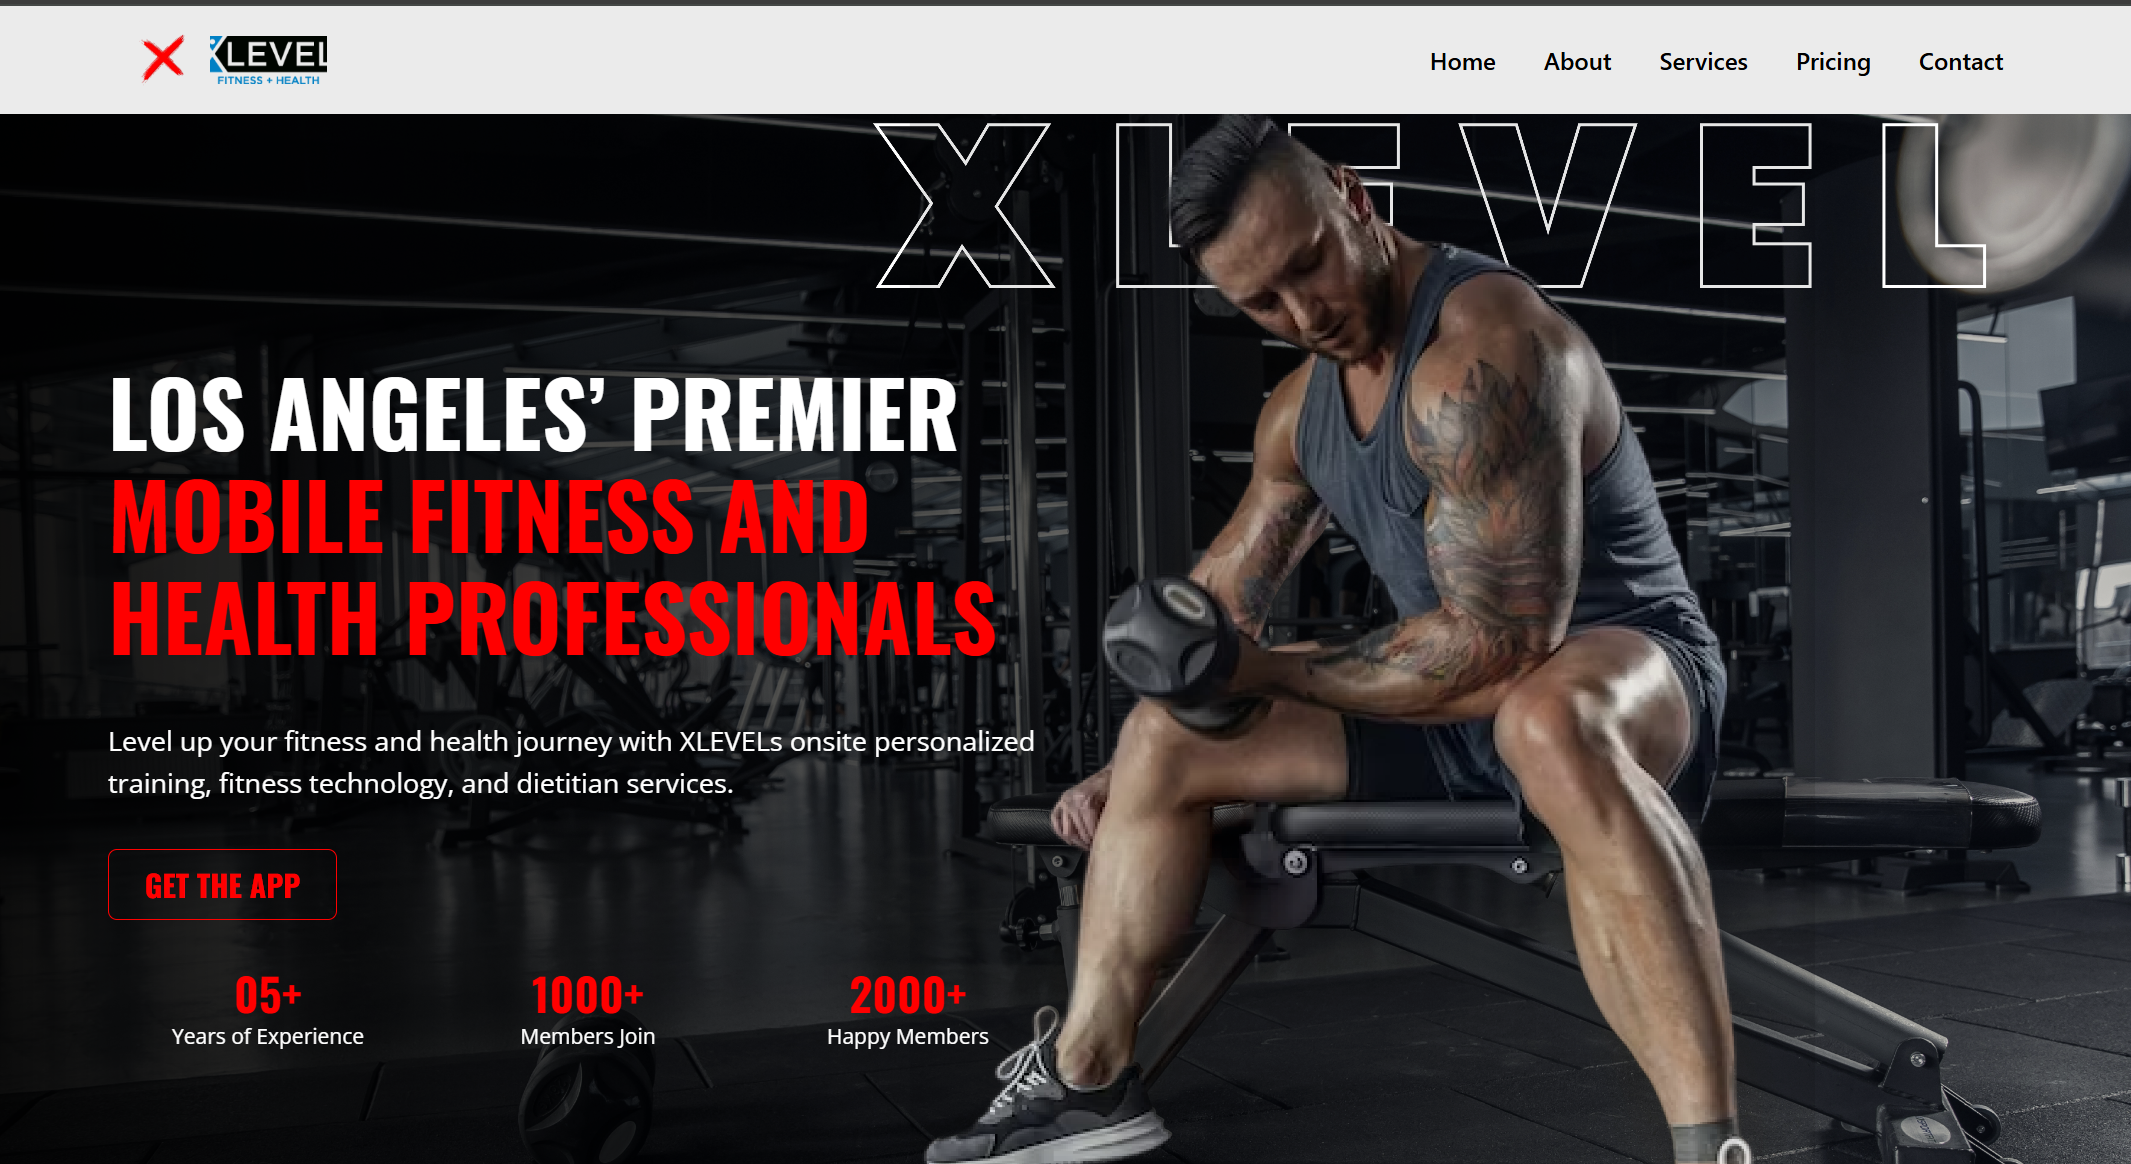 XLEVEL
FITNESS + HEALTH
Home
About
Services
Pricing
Contact
XLEVEL
LOS ANGELES’ PREMIER
MOBILE FITNESS AND
HEALTH PROFESSIONALS
Level up your fitness and health journey with XLEVELs onsite personalized
training, fitness technology, and dietitian services.
GET THE APP
05+
Years of Experience
1000+
Members Join
2000+
Happy Members